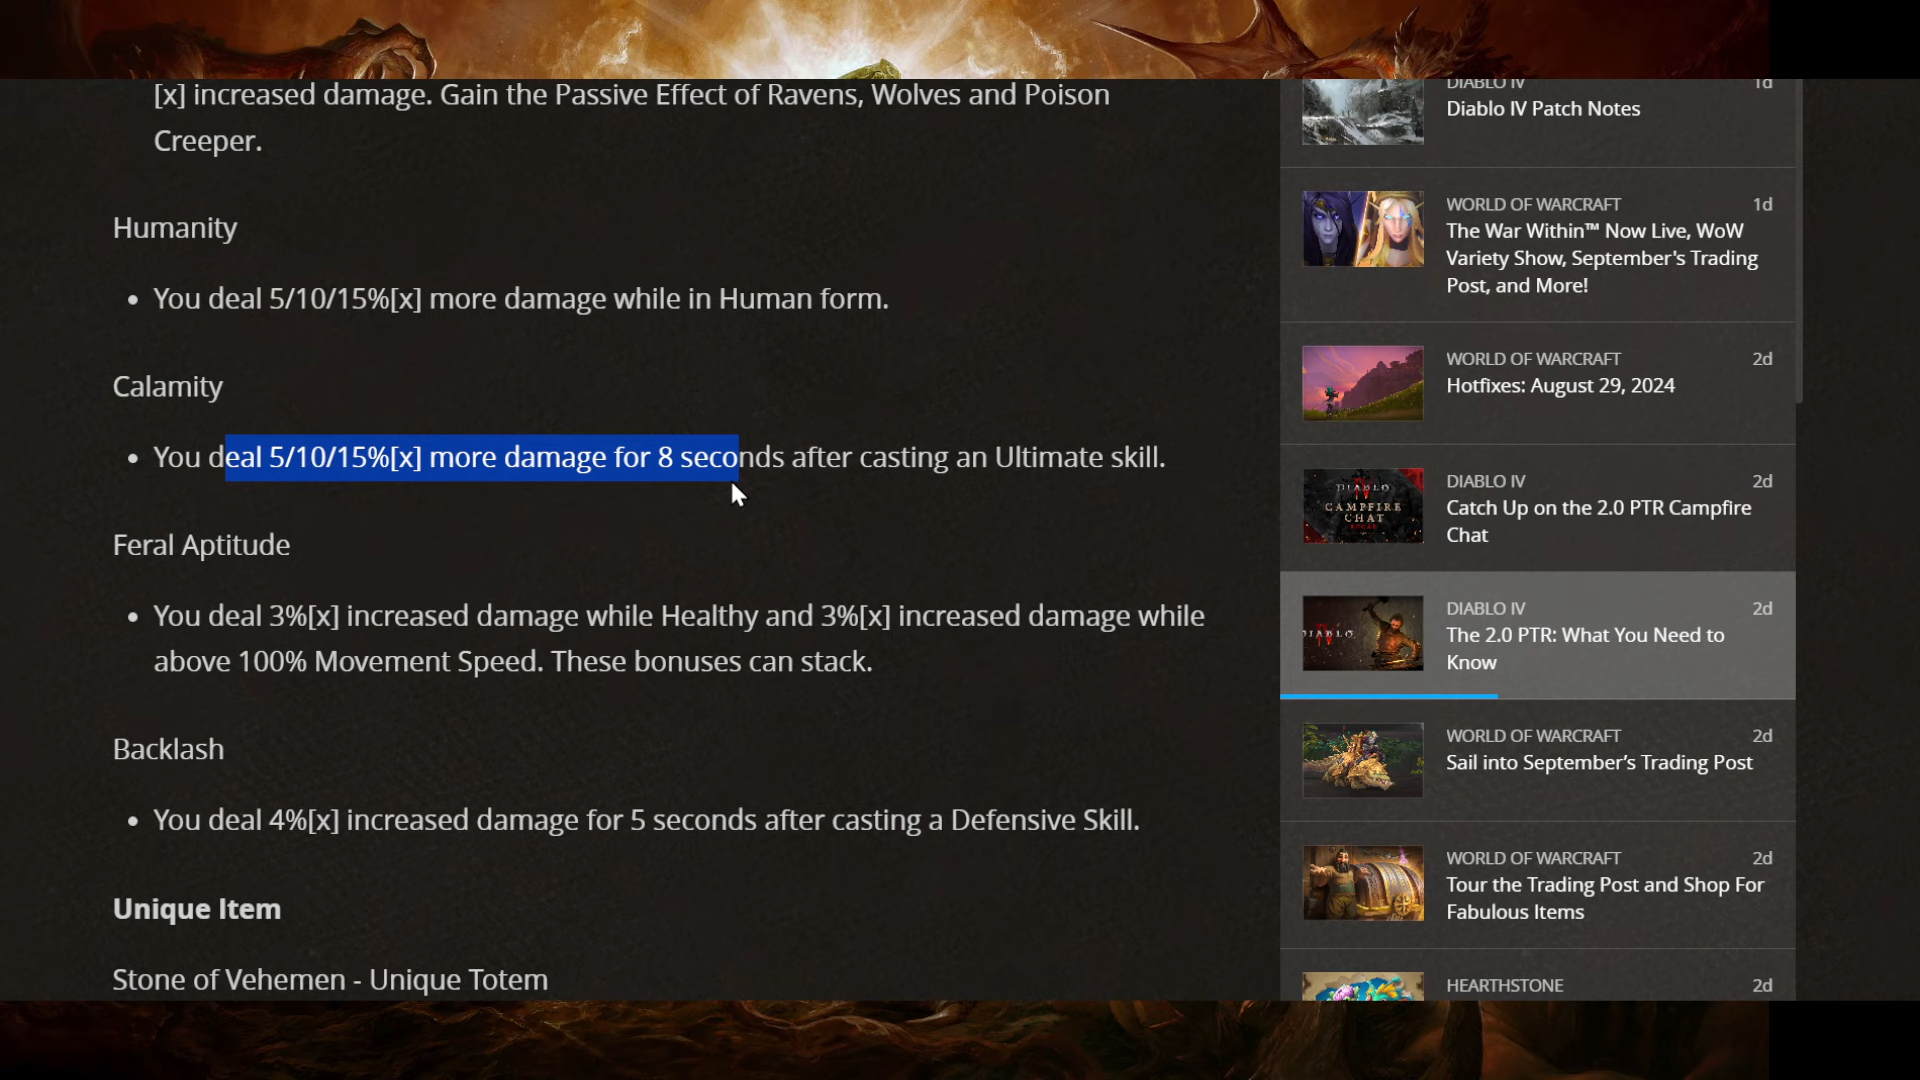 [x] increased damage. Gain the Passive Effect of Ravens, Wolves and Poison
Creeper.
Humanity
• You deal 5/10/15%[x] more damage while in Human form.
Calamity
• You deal 5/10/15%[x] more damage for 8 seconds after casting an Ultimate skill.
Feral Aptitude
• You deal 3%[x] increased damage while Healthy and 3%[x] increased damage while
above 100% Movement Speed. These bonuses can stack.
Backlash
• You deal 4%[x] increased damage for 5 seconds after casting a Defensive Skill.
Unique Item
Stone of Vehemen - Unique Totem
DIABLO IV 1d
Diablo IV Patch Notes
WORLD OF WARCRAFT 1d
The War Within™ Now Live, WoW
Variety Show, September's Trading
Post, and More!
WORLD OF WARCRAFT 2d
Hotfixes: August 29, 2024
DIABLO
CAMPFIRE
CHAT
DIABLO IV 2d
Catch Up on the 2.0 PTR Campfire
Chat
DIABLO
DIABLO IV 2d
The 2.0 PTR: What You Need to
Know
WORLD OF WARCRAFT 2d
Sail into September’s Trading Post
WORLD OF WARCRAFT 2d
Tour the Trading Post and Shop For
Fabulous Items
HEARTHSTONE 2d